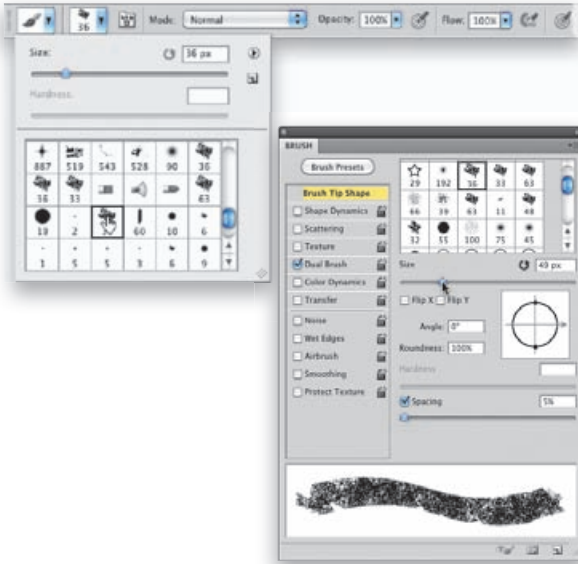 36 Mode: Normal Opacity: 100% Flow: 100%
Size: 36 px
Hardness:
887 519 543 528 90 36
36 33 63
19 2 60 10 6
1 5 5 3 6 9
BRUSH
Brush Presets
29 192 36 33 63
Brush Tip Shape
Shape Dynamics
66 39 63 11 48
Scattering
32 55 100 75 45
Texture
Dual Brush
Size 49 px
Color Dynamics
Transfer
Flip X Flip Y
Noise
Angle: 0°
Wet Edges
Roundness: 100%
Airbrush
Hardness
Smoothing
Protect Texture
Spacing 5%